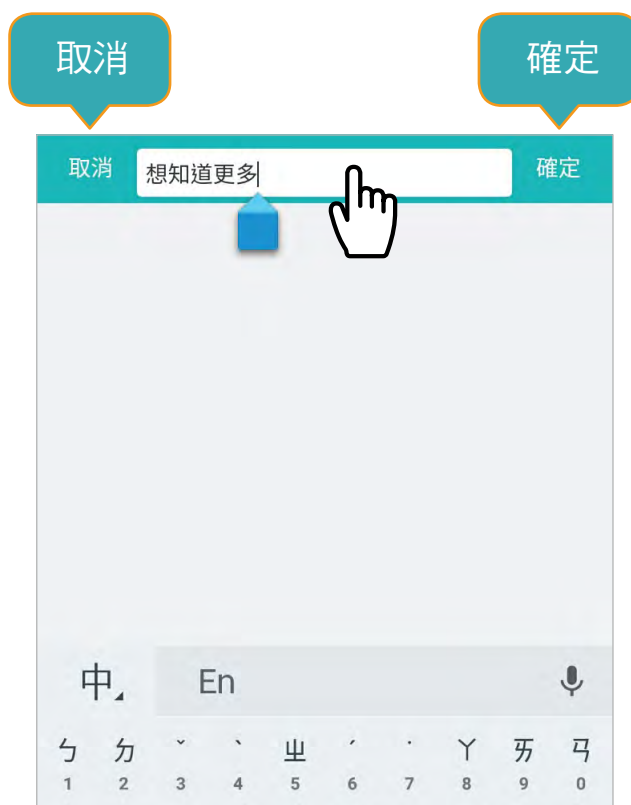 取消 確定
取消 想知道更多 確定
中 En
ㄅ ㄉ ˇ ˋ ㄓ ˊ ˙ ㄚ ㄞ ㄢ
1 2 3 4 5 6 7 8 9 0